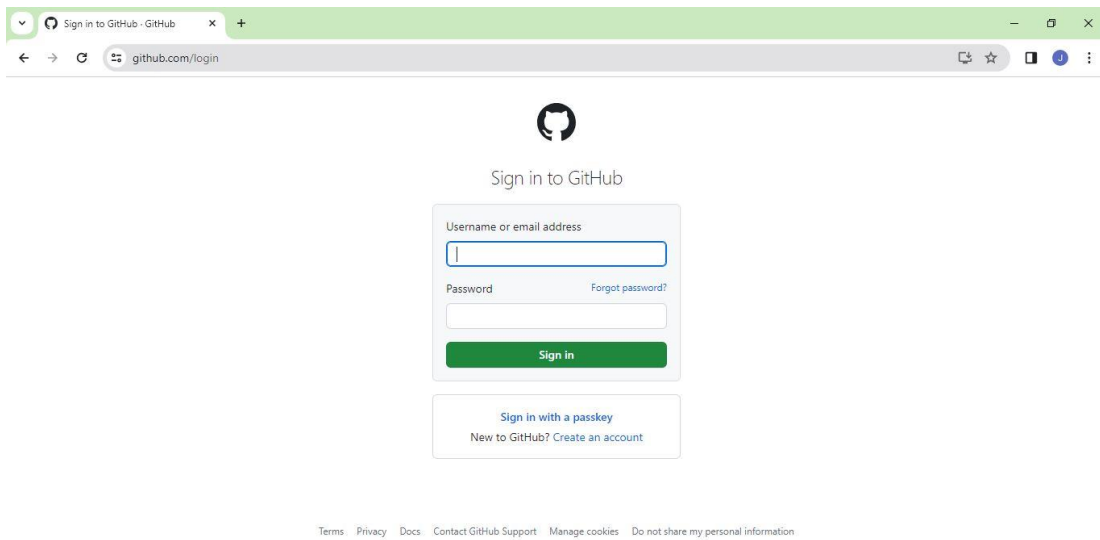 Sign in to GitHub · GitHub
github.com/login
J
Sign in to GitHub
Username or email address
Password Forgot password?
Sign in
Sign in with a passkey
New to GitHub? Create an account
Terms Privacy Docs Contact GitHub Support Manage cookies Do not share my personal information